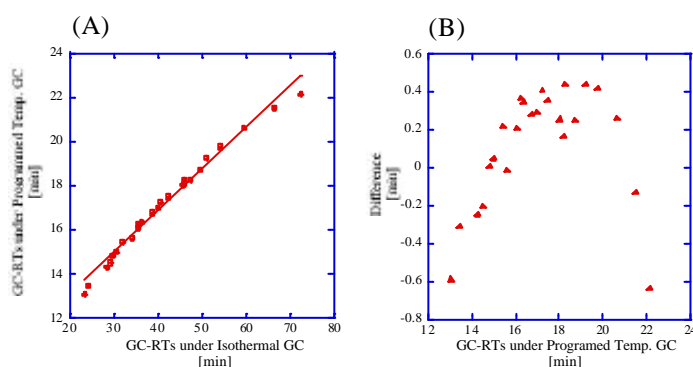 (A)
GC-RTs under Programmed Temp. GC
[min]
24
22
20
18
16
14
12
20
30
40
50
60
70
80
GC-RTs under Isothermal GC
[min]
(B)
Difference
[min]
0.6
0.4
0.2
0
-0.2
-0.4
-0.6
-0.8
12
14
16
18
20
22
24
GC-RTs under Programed Temp. GC
[min]